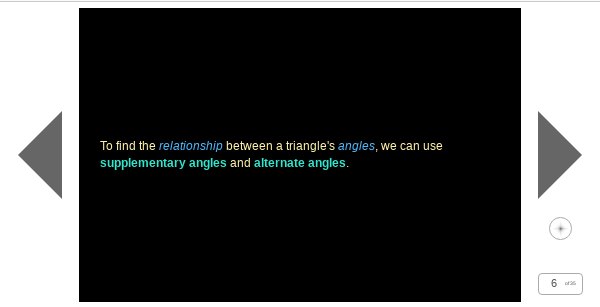 To find the relationship between a triangle's angles, we can use
supplementary angles and alternate angles.
6 of 35